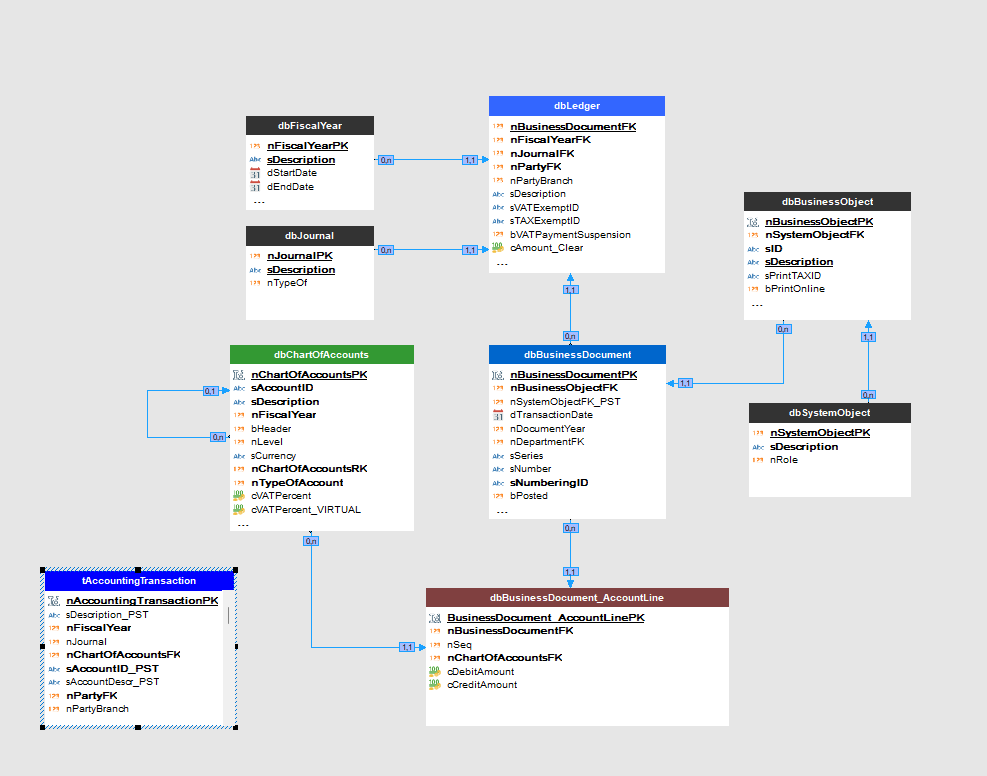 dbLedger
nBusinessDocumentFK
nFiscalYearFK
nJournalFK
nPartyFK
nPartyBranch
sDescription
sVATExemptID
sTAXExemptID
bVATPaymentSuspension
cAmount_Clear
...
dbFiscalYear
nFiscalYearPK
sDescription
dStartDate
dEndDate
...
0,n
1,1
dbJournal
nJournalPK
sDescription
nTypeOf
0,n
1,1
dbBusinessObject
nBusinessObjectPK
nSystemObjectFK
sID
sDescription
sPrintTAXID
bPrintOnline
...
1,1
0,n
0,n
1,1
1,1
0,n
dbChartOfAccounts
nChartOfAccountsPK
sAccountID
sDescription
nFiscalYear
bHeader
nLevel
sCurrency
nChartOfAccountsRK
nTypeOfAccount
cVATPercent
cVATPercent_VIRTUAL
...
0,1
0,n
dbBusinessDocument
nBusinessDocumentPK
nBusinessObjectFK
nSystemObjectFK_PST
dTransactionDate
nDocumentYear
nDepartmentFK
sSeries
sNumber
sNumberingID
bPosted
...
dbSystemObject
nSystemObjectPK
sDescription
nRole
0,n
1,1
0,n
1,1
tAccountingTransaction
nAccountingTransactionPK
sDescription_PST
nFiscalYear
nJournal
nChartOfAccountsFK
sAccountID_PST
sAccountDescr_PST
nPartyFK
nPartyBranch
dbBusinessDocument_AccountLine
BusinessDocument_AccountLinePK
nBusinessDocumentFK
nSeq
nChartOfAccountsFK
cDebitAmount
cCreditAmount